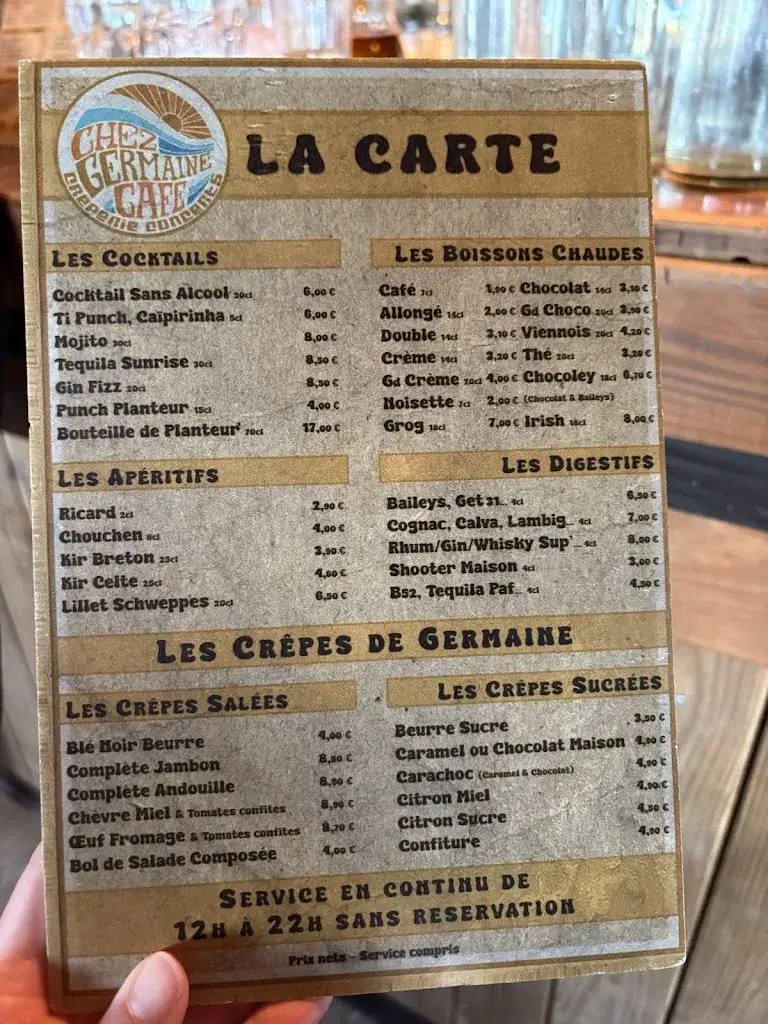 CHEZ
GERMAINE
CAFE
CRÊPERIE CONCERTS
LA CARTE
LES COCKTAILS
Cocktail Sans Alcool 20cl 6,00 €
Ti Punch, Caïpirinha 5cl 6,00 €
Mojito 30cl 8,00 €
Tequila Sunrise 30cl 8,50 €
Gin Fizz 20cl 8,50 €
Punch Planteur 15cl 4,00 €
Bouteille de Planteur 70cl 17,00 €
LES BOISSONS CHAUDES
Café 7cl 1,90 € Chocolat 14cl 3,10 €
Allongé 14cl 2,00 € Gd Choco 20cl 3,90 €
Double 14cl 3,10 € Viennois 20cl 4,20 €
Crème 14cl 3,20 € Thé 20cl 3,20 €
Gd Crème 20cl 4,00 € Chocoley 18cl 6,70 €
Noisette 7cl 2,00 € (Chocolat & Baileys)
Grog 18cl 7,00 € Irish 18cl 8,00 €
LES APÉRITIFS
Ricard 2cl 2,90 €
Chouchen 8cl 4,00 €
Kir Breton 25cl 3,90 €
Kir Celte 25cl 4,60 €
Lillet Schweppes 20cl 6,50 €
LES DIGESTIFS
Baileys, Get 31... 4cl 6,50 €
Cognac, Calva, Lambig... 4cl 7,00 €
Rhum/Gin/Whisky Sup'... 4cl 8,00 €
Shooter Maison 4cl 3,00 €
B52, Tequila Paf... 4cl 4,50 €
LES CRÊPES DE GERMAINE
LES CRÊPES SALÉES
Blé Noir Beurre 4,00 €
Complète Jambon 8,50 €
Complète Andouille 8,90 €
Chèvre Miel & Tomates confites 8,90 €
Œuf Fromage & Tomates confites 8,70 €
Bol de Salade Composée 4,00 €
LES CRÊPES SUCRÉES
Beurre Sucre 3,50 €
Caramel ou Chocolat Maison 4,90 €
Carachoc (Caramel & Chocolat) 4,90 €
Citron Miel 4,90 €
Citron Sucre 4,50 €
Confiture 4,00 €
SERVICE EN CONTINU DE
12H À 22H SANS RESERVATION
Prix nets - Service compris